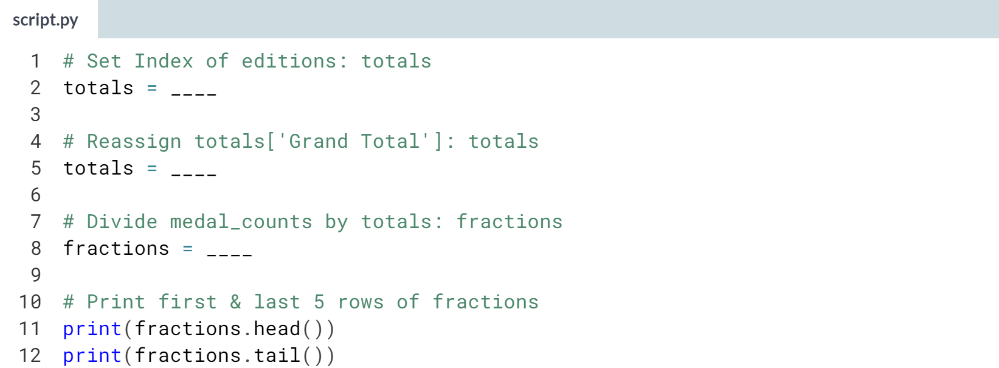 script.py
1 # Set Index of editions: totals
2 totals = ____
3
4 # Reassign totals['Grand Total']: totals
5 totals = ____
6
7 # Divide medal_counts by totals: fractions
8 fractions = ____
9
10 # Print first & last 5 rows of fractions
11 print(fractions.head())
12 print(fractions.tail())